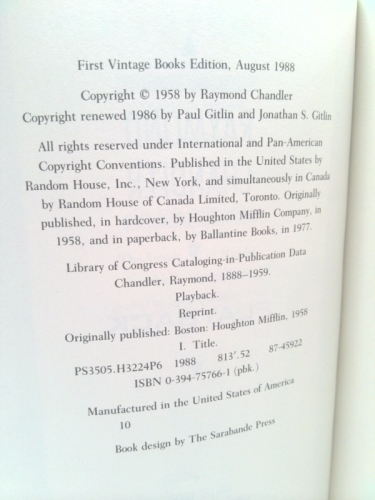 First Vintage Books Edition, August 1988
Copyright © 1958 by Raymond Chandler
Copyright renewed 1986 by Paul Gitlin and Jonathan S. Gitlin
All rights reserved under International and Pan-American
Copyright Conventions. Published in the United States by
Random House, Inc., New York, and simultaneously in Canada
by Random House of Canada Limited, Toronto. Originally
published, in hardcover, by Houghton Mifflin Company, in
1958, and in paperback, by Ballantine Books, in 1977.
Library of Congress Cataloging-in-Publication Data
Chandler, Raymond, 1888–1959.
Playback.
Reprint.
Originally published: Boston: Houghton Mifflin, 1958
I. Title.
PS3505.H3224P6 1988 813'.52 87-45922
ISBN 0-394-75766-1 (pbk.)
Manufactured in the United States of America
10
Book design by The Sarabande Press